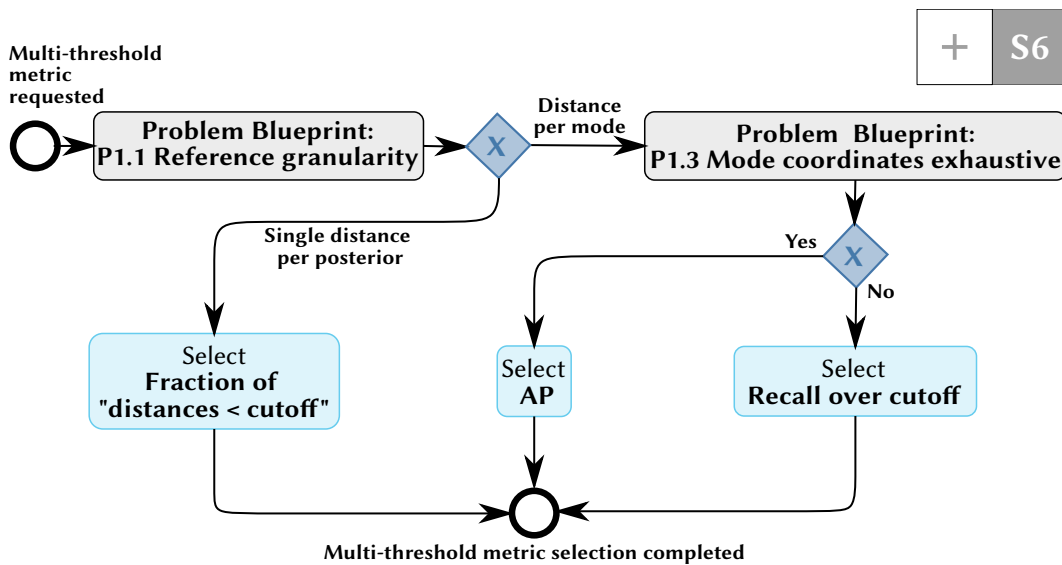 + S6
Multi-threshold
metric
requested
Problem Blueprint:
P1.1 Reference granularity
X
Distance
per mode
Problem Blueprint:
P1.3 Mode coordinates exhaustive
Single distance
per posterior
Yes
X
No
Select
Fraction of
"distances < cutoff"
Select
AP
Select
Recall over cutoff
Multi-threshold metric selection completed